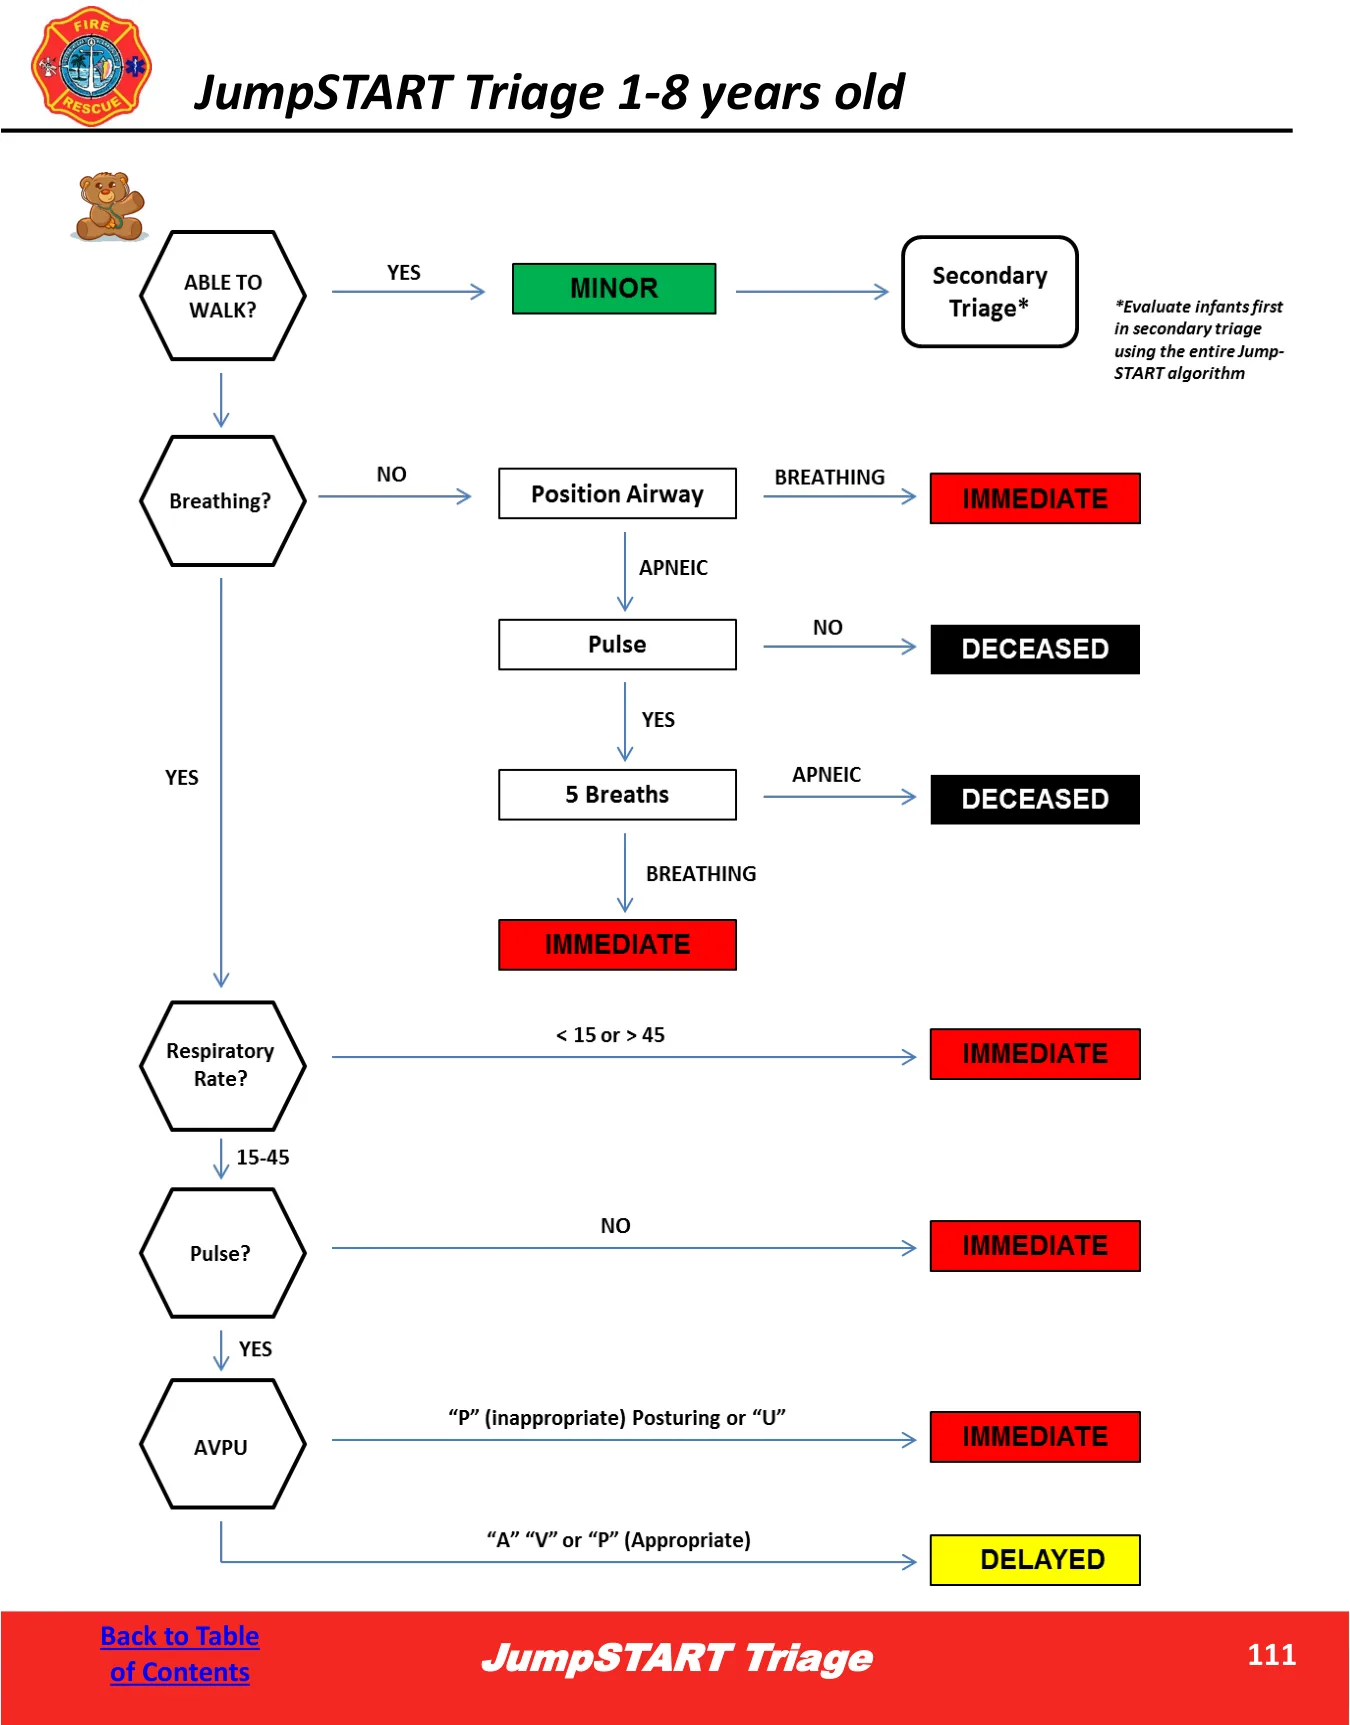 FIRE
RESCUE
JumpSTART Triage 1-8 years old
ABLE TO
WALK?
YES
MINOR
Secondary
Triage*
*Evaluate infants first
in secondary triage
using the entire Jump-
START algorithm
Breathing?
NO
Position Airway
BREATHING
IMMEDIATE
APNEIC
Pulse
NO
DECEASED
YES
YES
5 Breaths
APNEIC
DECEASED
BREATHING
IMMEDIATE
Respiratory
Rate?
< 15 or > 45
IMMEDIATE
15-45
Pulse?
NO
IMMEDIATE
YES
AVPU
“P” (inappropriate) Posturing or “U”
IMMEDIATE
“A” “V” or “P” (Appropriate)
DELAYED
Back to Table
of Contents
JumpSTART Triage
111